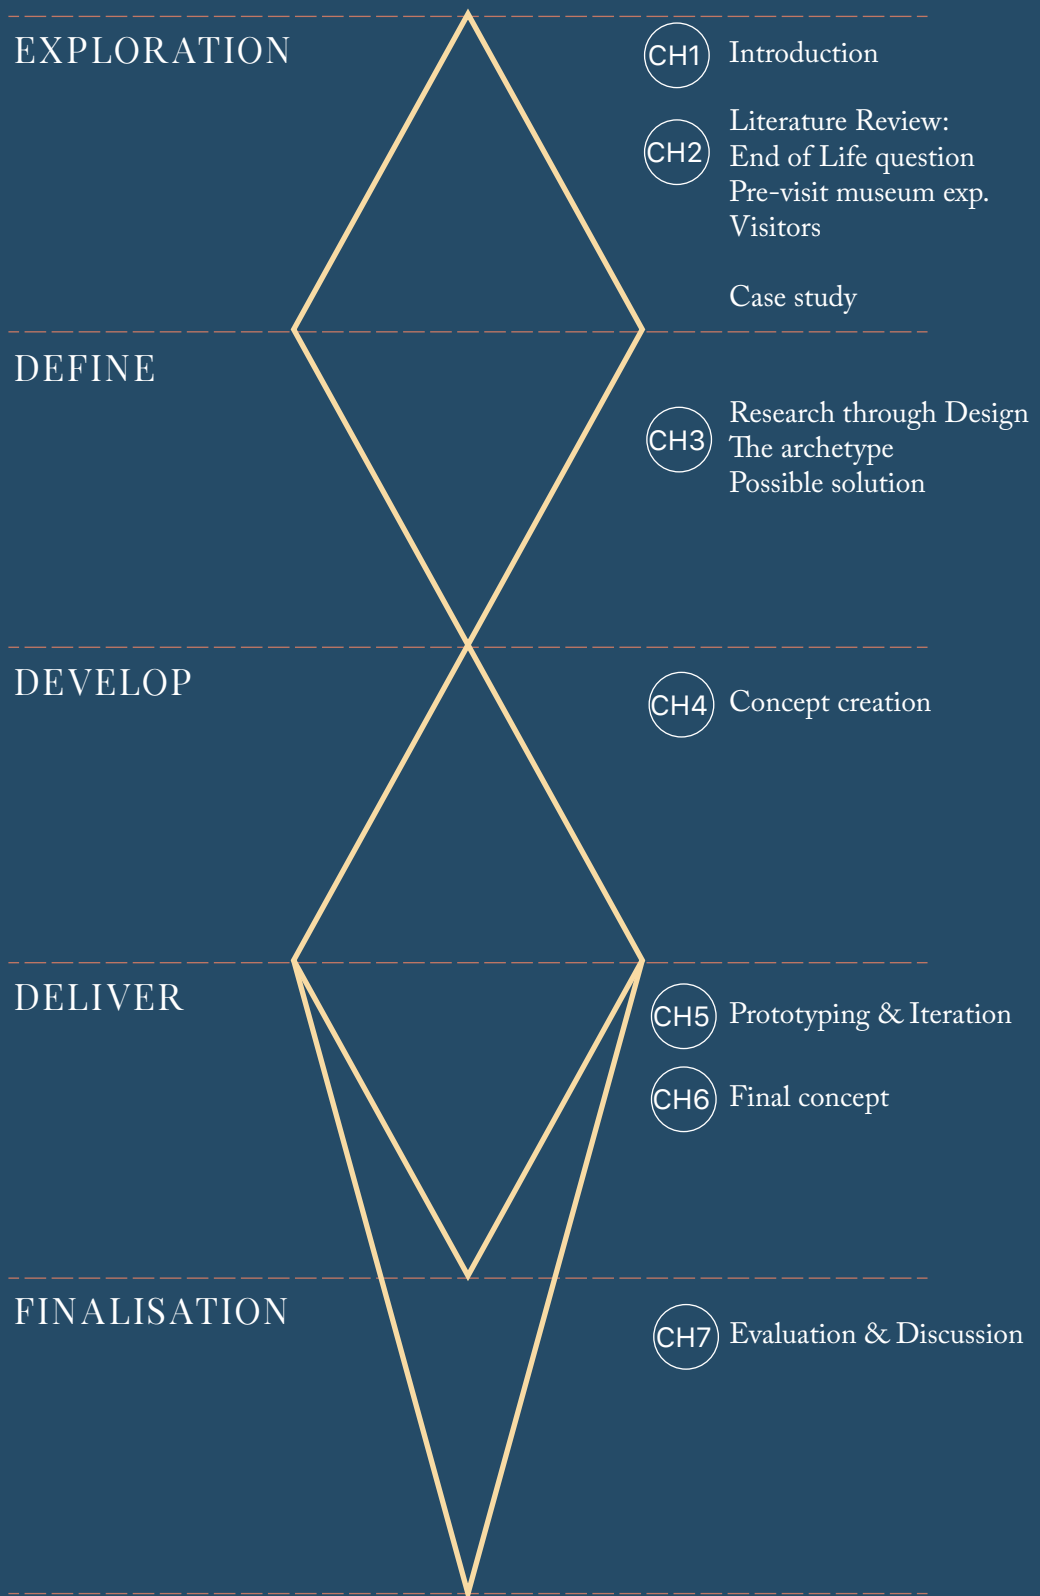 EXPLORATION
CH1 Introduction
CH2
Literature Review:
End of Life question
Pre-visit museum exp.
Visitors
Case study
DEFINE
CH3
Research through Design
The archetype
Possible solution
DEVELOP
CH4 Concept creation
DELIVER
CH5 Prototyping & Iteration
CH6 Final concept
FINALISATION
CH7 Evaluation & Discussion